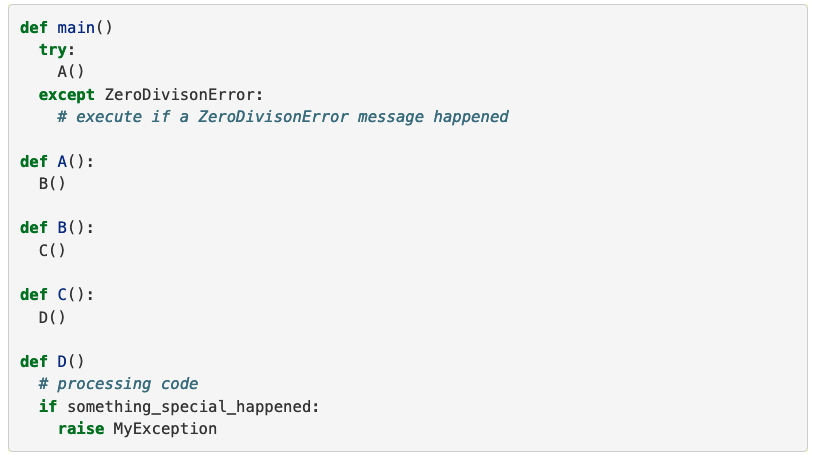 def main()
  try:
    A()
  except ZeroDivisonError:
    # execute if a ZeroDivisonError message happened

def A():
  B()

def B():
  C()

def C():
  D()

def D()
  # processing code
  if something_special_happened:
    raise MyException